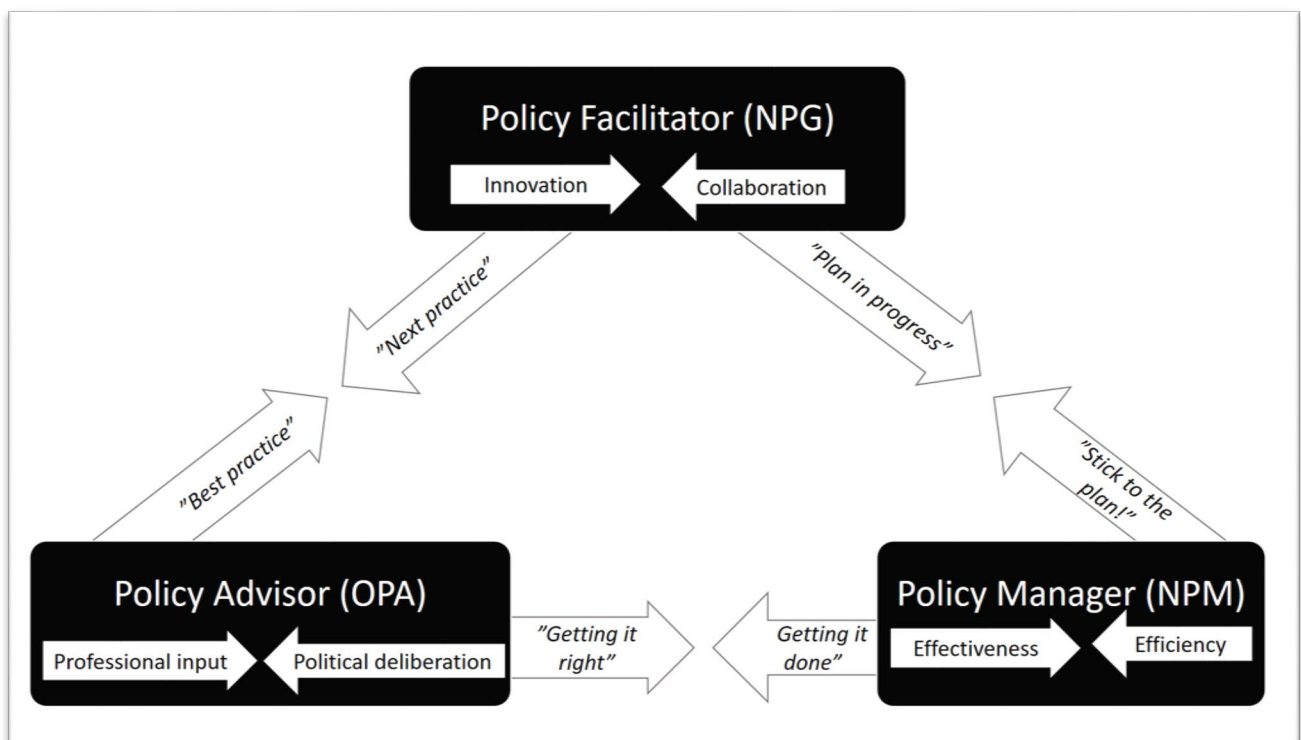 Policy Facilitator (NPG)
Innovation
Collaboration
”Next practice”
”Plan in progress”
”Best practice”
”Stick to the
plan!”
Policy Advisor (OPA)
Professional input
Political deliberation
”Getting it
right”
Getting it
done”
Policy Manager (NPM)
Effectiveness
Efficiency